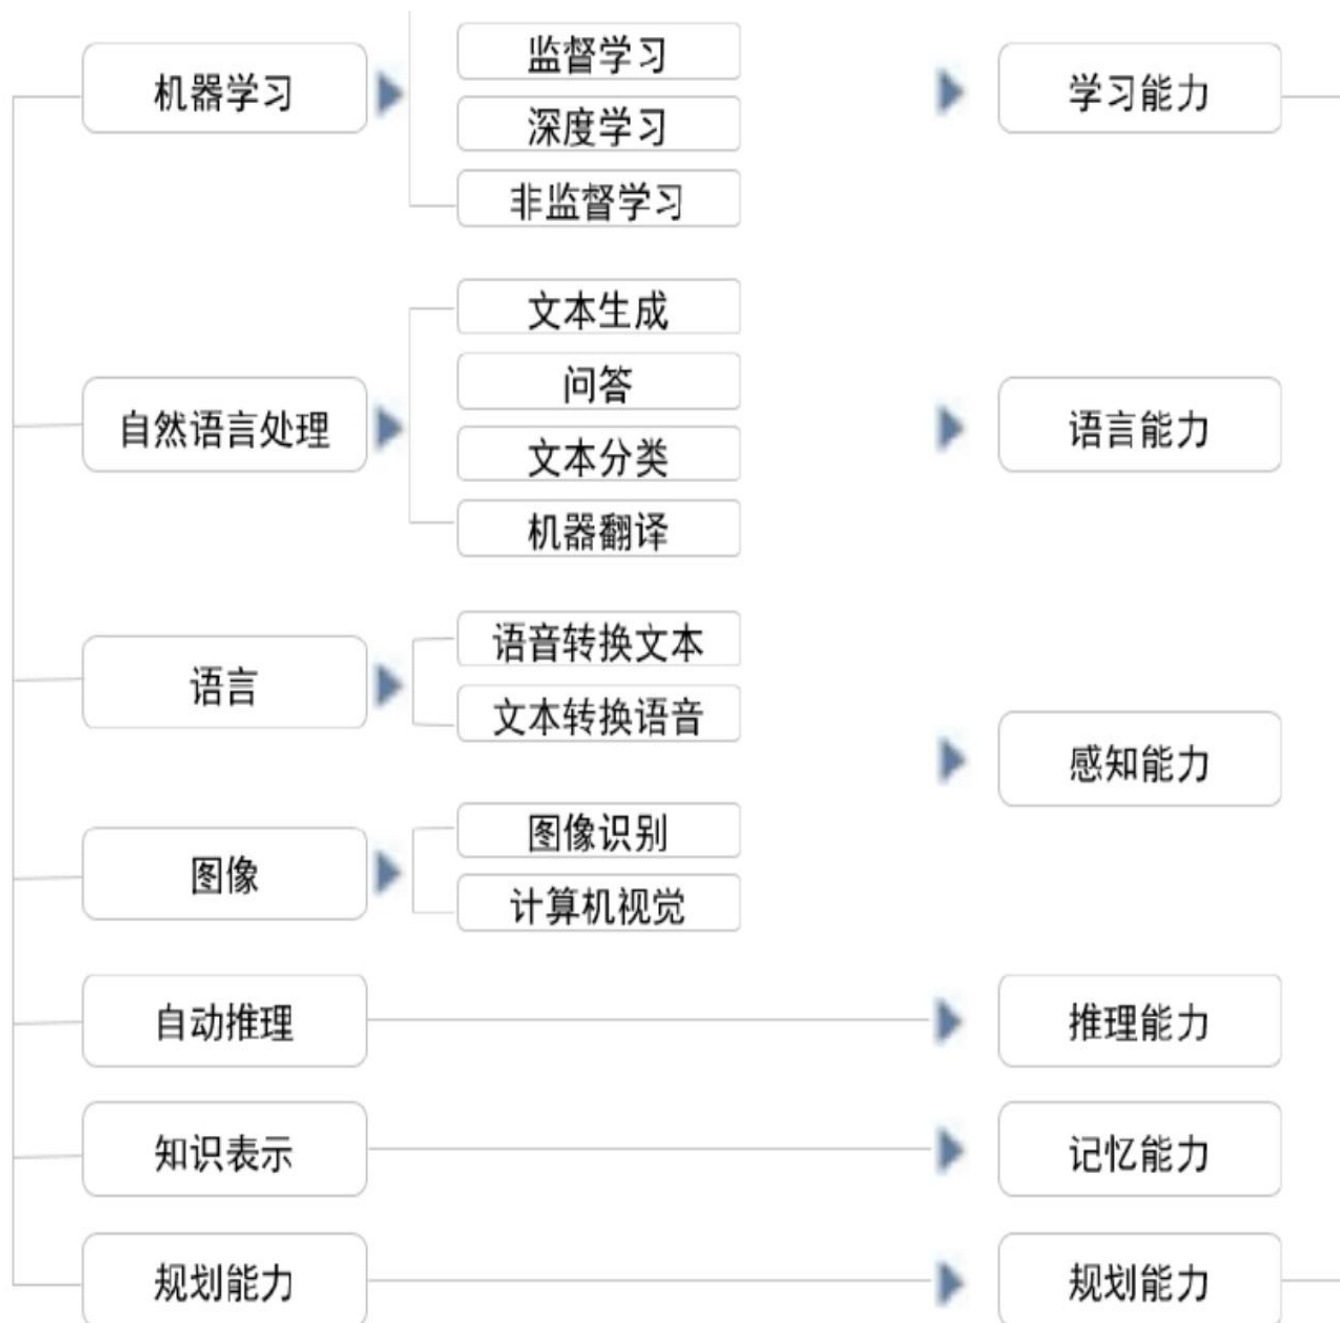 机器学习
监督学习
深度学习
非监督学习
学习能力
自然语言处理
文本生成
问答
文本分类
机器翻译
语言能力
语言
语音转换文本
文本转换语音
图像
图像识别
计算机视觉
感知能力
自动推理
推理能力
知识表示
记忆能力
规划能力
规划能力